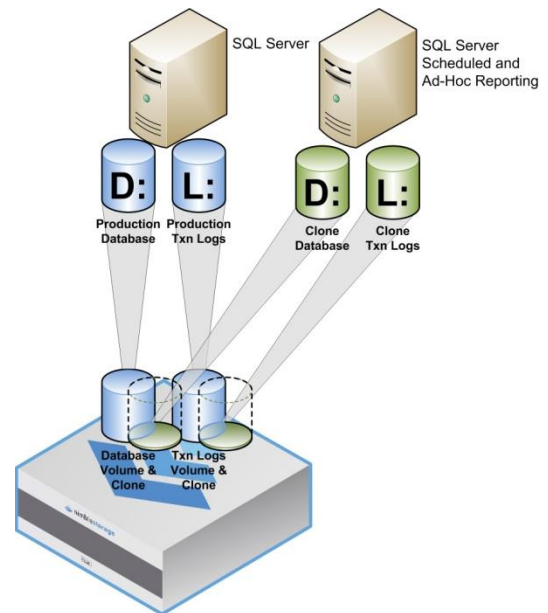 SQL Server
SQL Server
Scheduled and
Ad-Hoc Reporting
D:
L:
D:
L:
Production
Database
Production
Txn Logs
Clone
Database
Clone
Txn Logs
Database
Volume &
Clone
Txn Logs
Volume &
Clone
nimblestorage